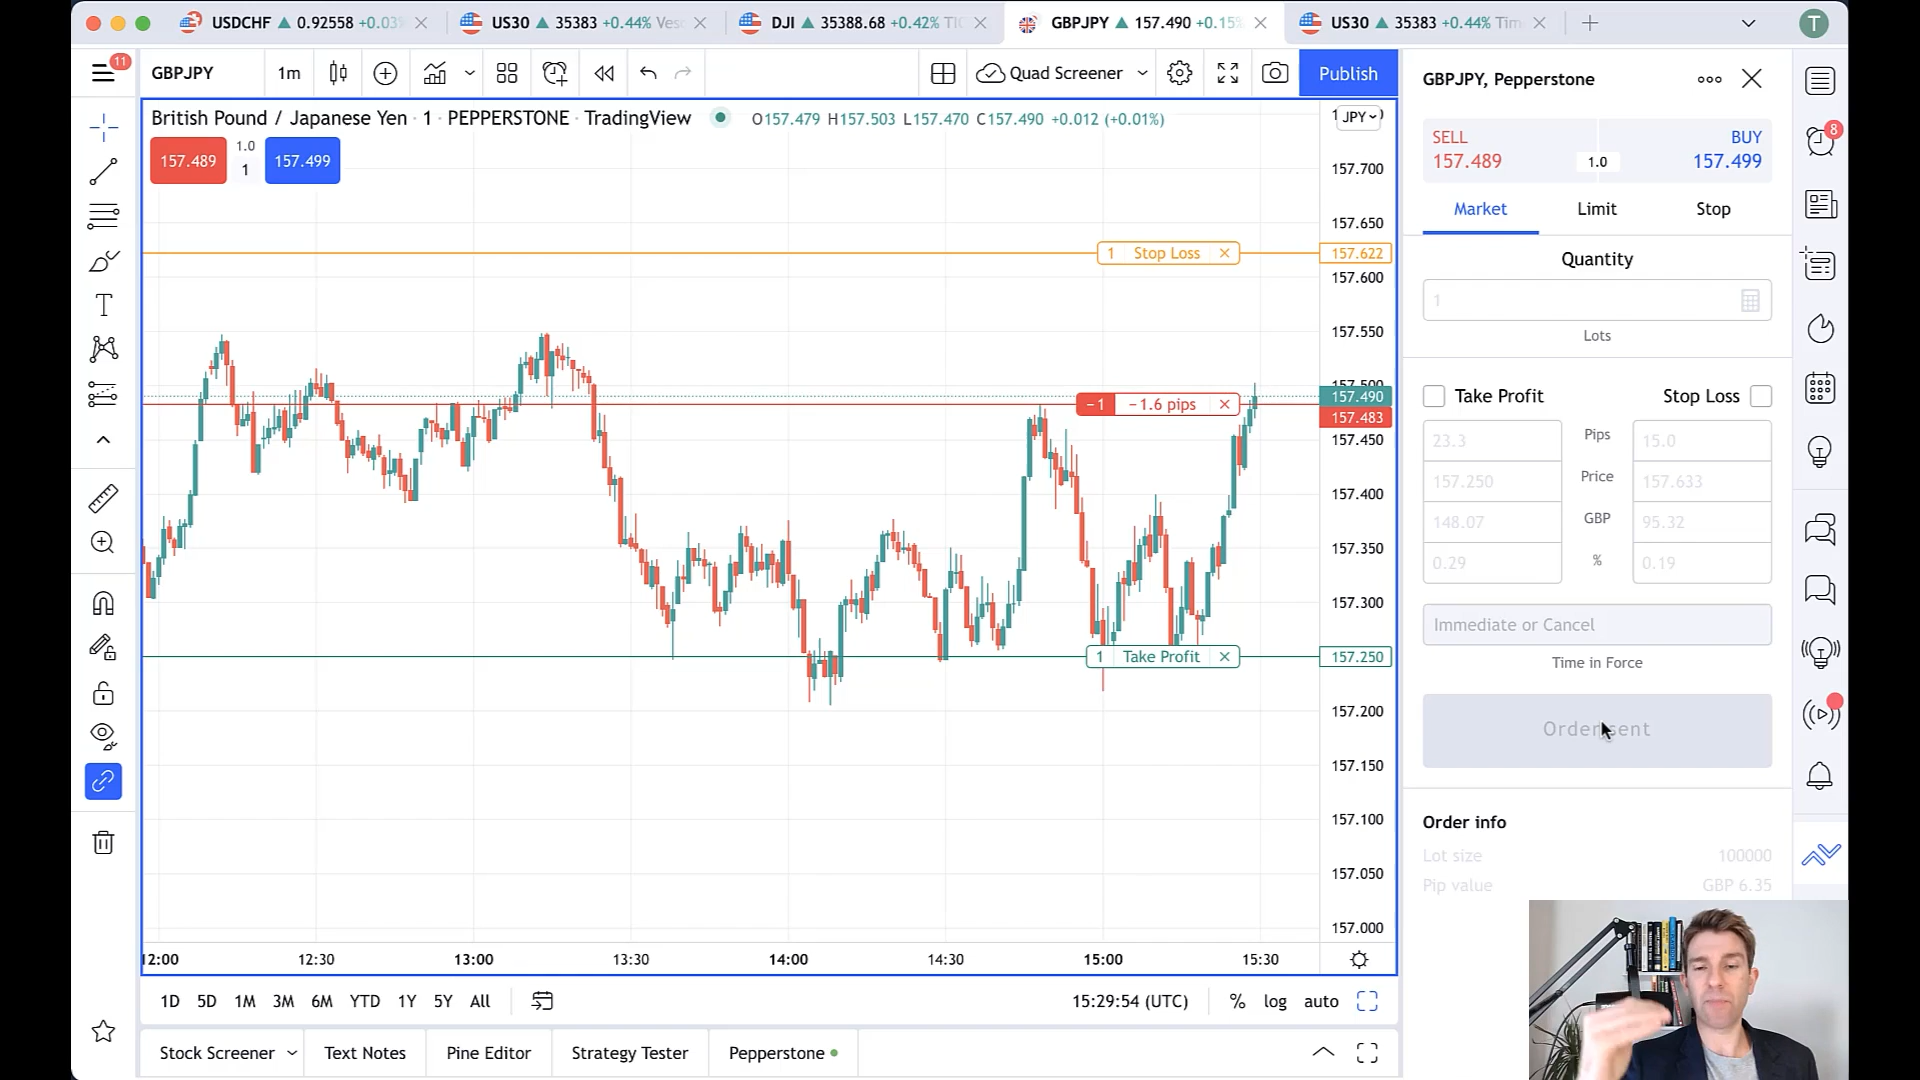 USDCHF ▲ 0.92558 +0.03
US30 ▲ 35383 +0.44% Ves
DJI ▲ 35388.68 +0.42% TIC
GBPJPY ▲ 157.490 +0.15%
US30 ▲ 35383 +0.44% Tim
T
11
GBPJPY
1m
Quad Screener
Publish
British Pound / Japanese Yen · 1 · PEPPERSTONE · TradingView
O157.479 H157.503 L157.470 C157.490 +0.012 (+0.01%)
157.489
1.0
1
157.499
JPY
157.700
157.650
1 Stop Loss
157.622
157.600
157.550
157.500
157.490
−1 −1.6 pips
157.483
157.450
157.400
157.350
157.300
1 Take Profit
157.250
157.200
157.150
157.100
157.050
157.000
12:00 12:30 13:00 13:30 14:00 14:30 15:00 15:30
1D 5D 1M 3M 6M YTD 1Y 5Y All
15:29:54 (UTC)
% log auto
Stock Screener
Text Notes
Pine Editor
Strategy Tester
Pepperstone
GBPJPY, Pepperstone
SELL
157.489
1.0
BUY
157.499
Market Limit Stop
Quantity
1
Lots
Take Profit
Stop Loss
23.3 Pips 15.0
157.250 Price 157.633
148.07 GBP 95.32
0.29 % 0.19
Immediate or Cancel
Time in Force
Order sent
Order info
Lot size 100000
Pip value GBP 6.35
8